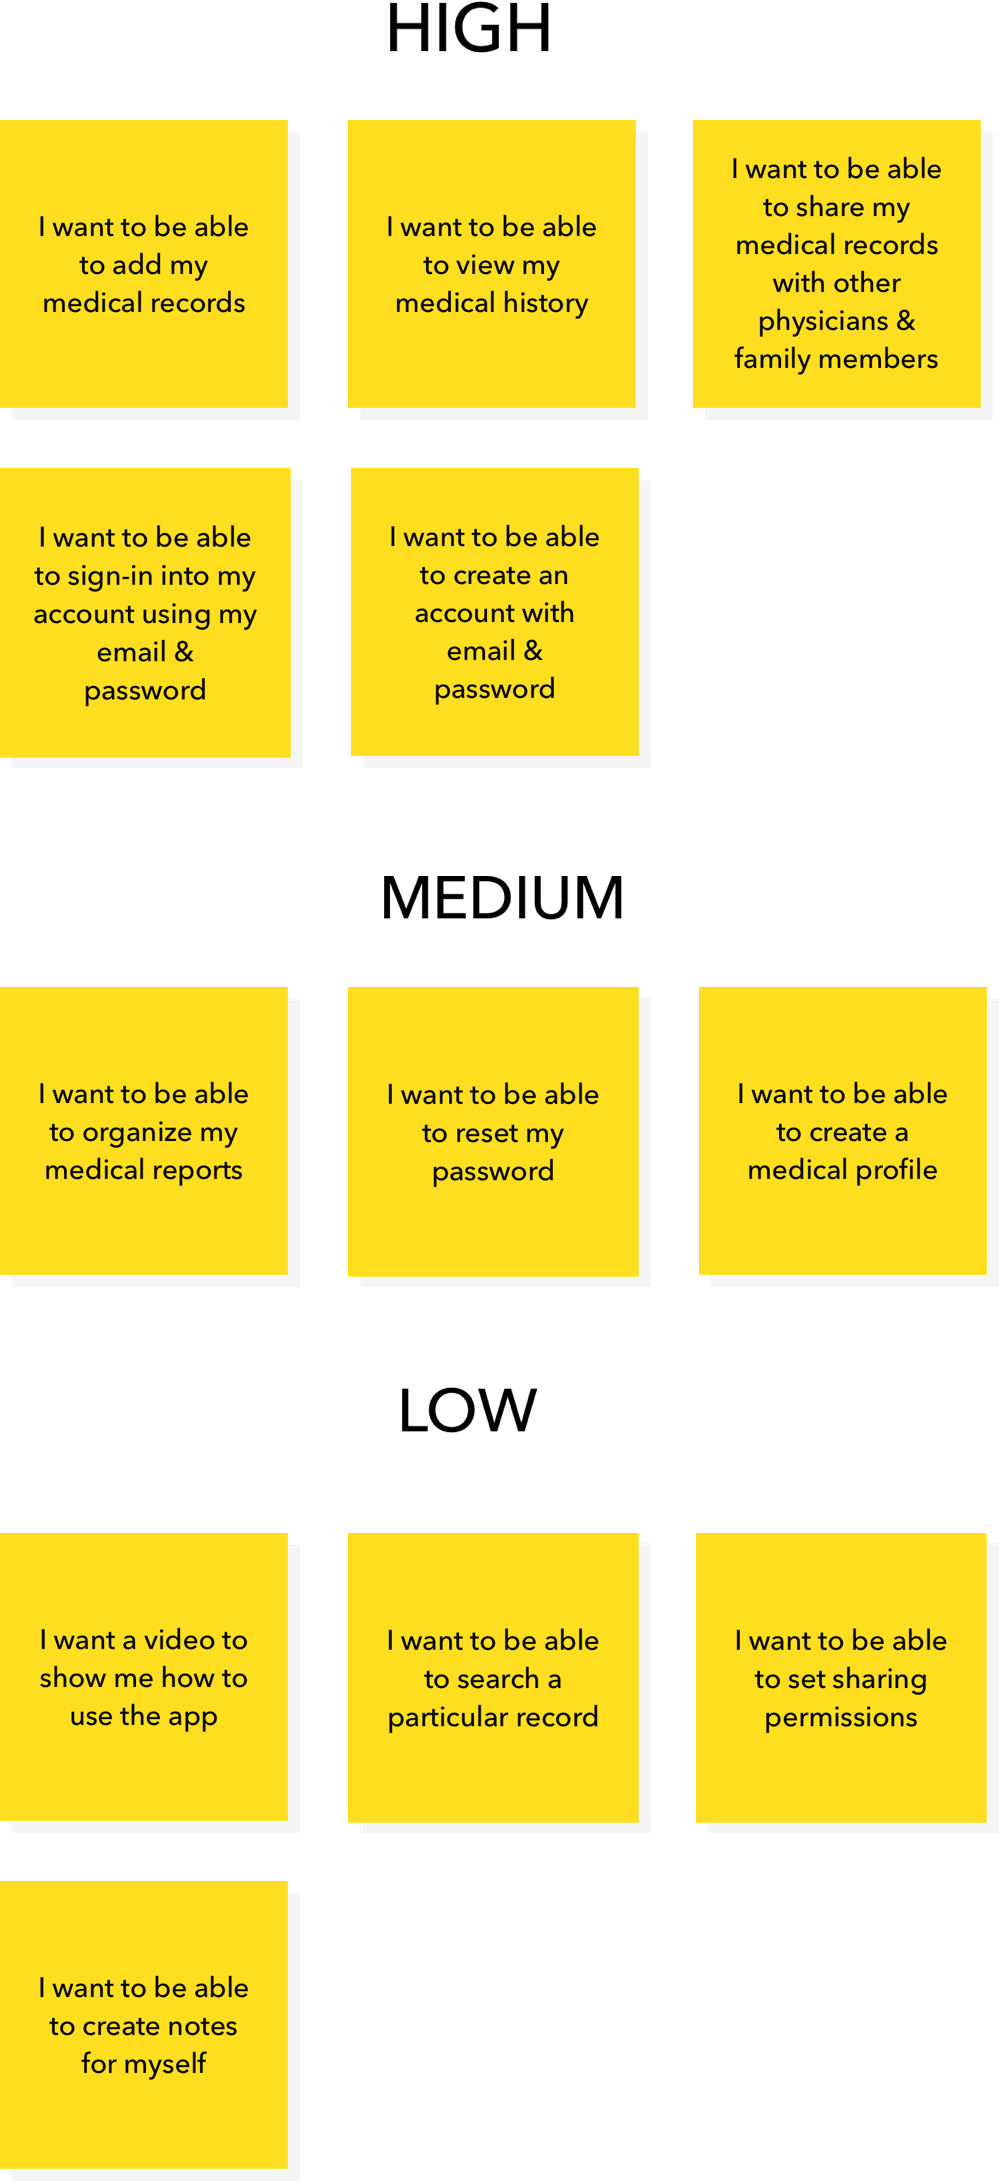 HIGH
I want to be able
to add my
medical records
I want to be able
to view my
medical history
I want to be able
to share my
medical records
with other
physicians &
family members
I want to be able
to sign-in into my
account using my
email &
password
I want to be able
to create an
account with
email &
password
MEDIUM
I want to be able
to organize my
medical reports
I want to be able
to reset my
password
I want to be able
to create a
medical profile
LOW
I want a video to
show me how to
use the app
I want to be able
to search a
particular record
I want to be able
to set sharing
permissions
I want to be able
to create notes
for myself